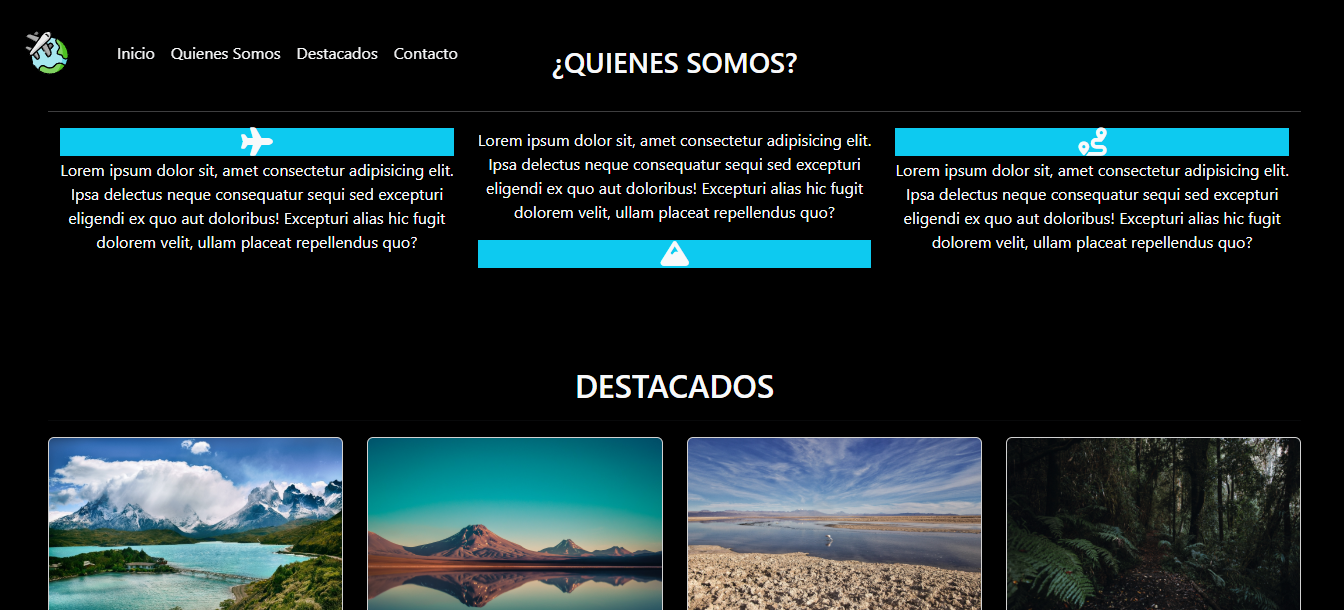 Inicio Quienes Somos Destacados Contacto
¿QUIENES SOMOS?
Lorem ipsum dolor sit, amet consectetur adipisicing elit.
Ipsa delectus neque consequatur sequi sed excepturi
eligendi ex quo aut doloribus! Excepturi alias hic fugit
dolorem velit, ullam placeat repellendus quo?
Lorem ipsum dolor sit, amet consectetur adipisicing elit.
Ipsa delectus neque consequatur sequi sed excepturi
eligendi ex quo aut doloribus! Excepturi alias hic fugit
dolorem velit, ullam placeat repellendus quo?
Lorem ipsum dolor sit, amet consectetur adipisicing elit.
Ipsa delectus neque consequatur sequi sed excepturi
eligendi ex quo aut doloribus! Excepturi alias hic fugit
dolorem velit, ullam placeat repellendus quo?
DESTACADOS